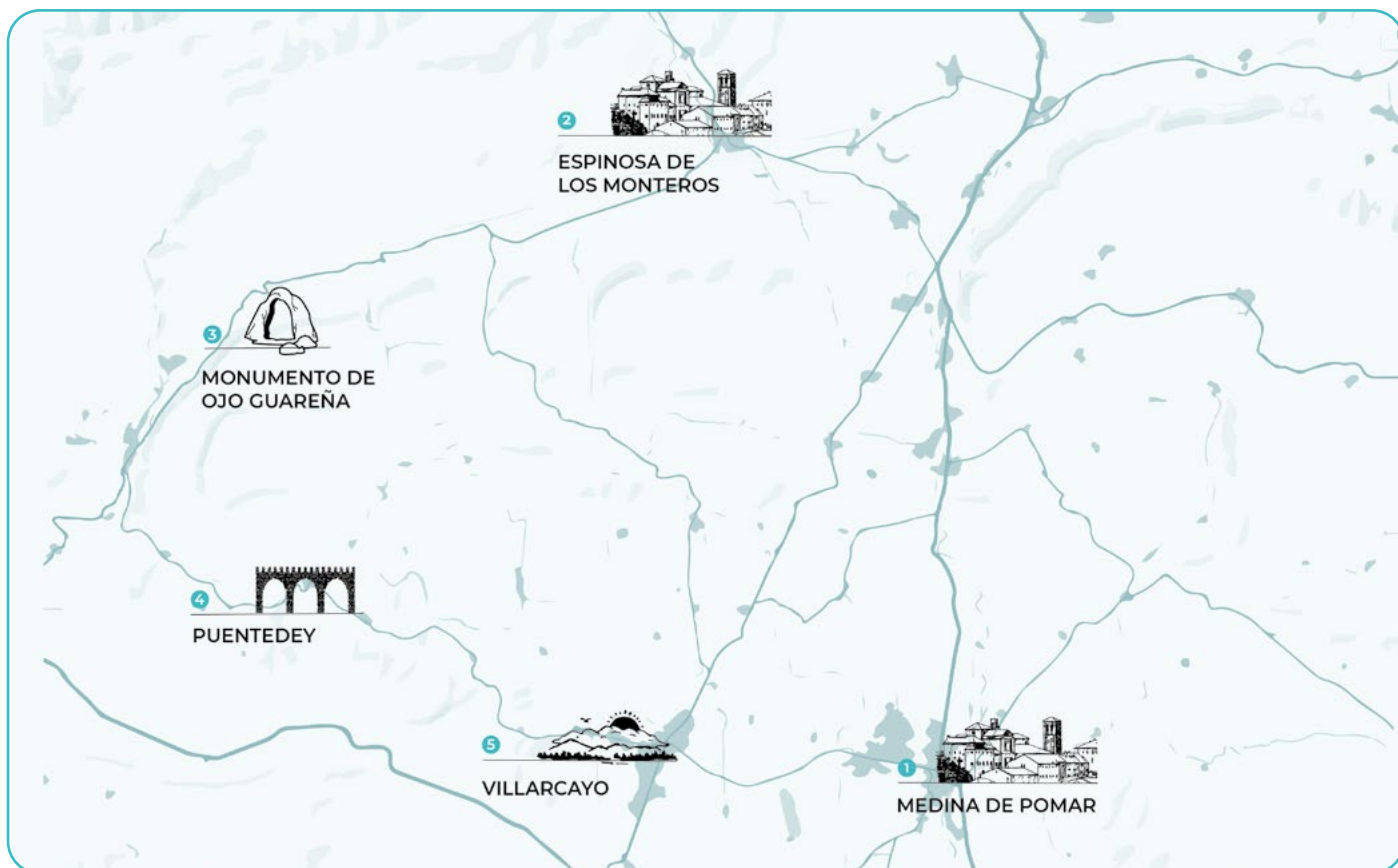 2
ESPINOSA DE
LOS MONTEROS
3
MONUMENTO DE
OJO GUAREÑA
4
PUENTEDEY
5
VILLARCAYO
1
MEDINA DE POMAR